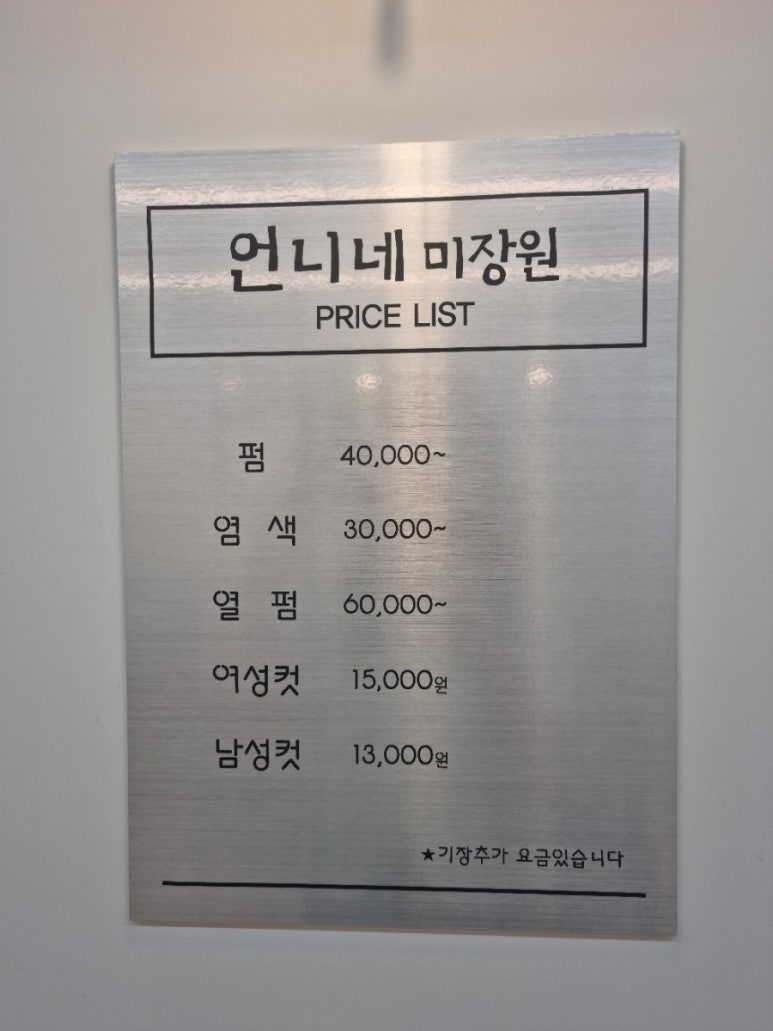 언니네 미장원
PRICE LIST
펌 40,000~
염 색 30,000~
열 펌 60,000~
여성컷 15,000원
남성컷 13,000원
★기장추가 요금있습니다